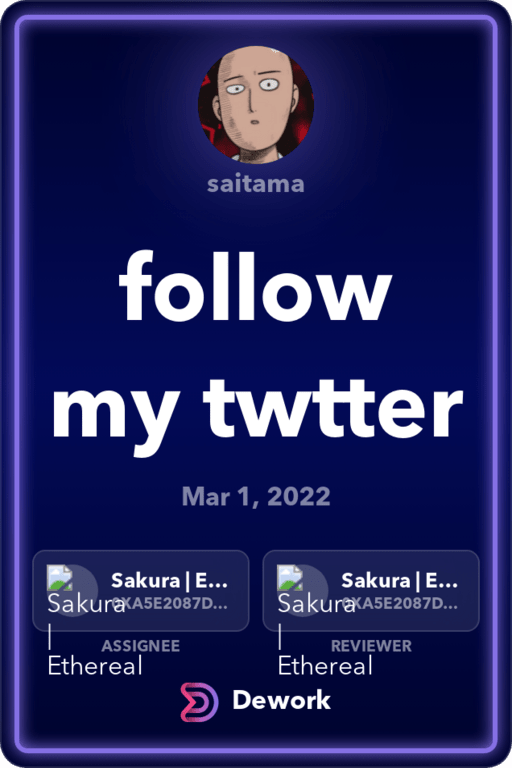 saitama
follow
my twtter
Mar 1, 2022
Sakura | E...
0XA5E2087D...
Sakura
|
Ethereal
ASSIGNEE
Sakura | E...
0XA5E2087D...
Sakura
|
Ethereal
REVIEWER
Dework